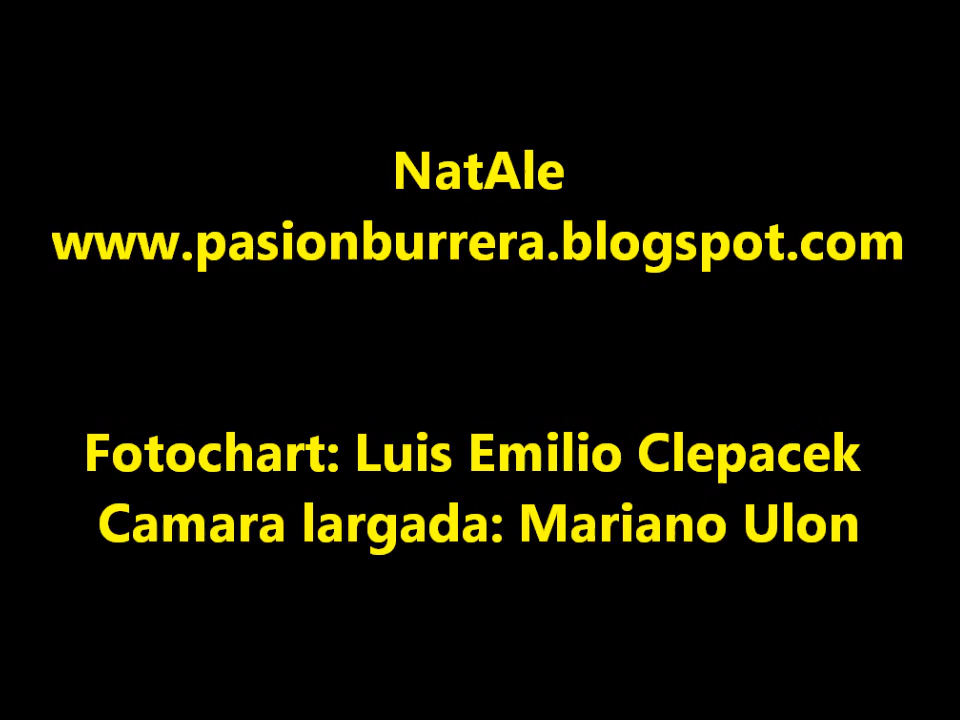 NatAle
www.pasionburrera.blogspot.com
Fotochart: Luis Emilio Clepacek
Camara largada: Mariano Ulon